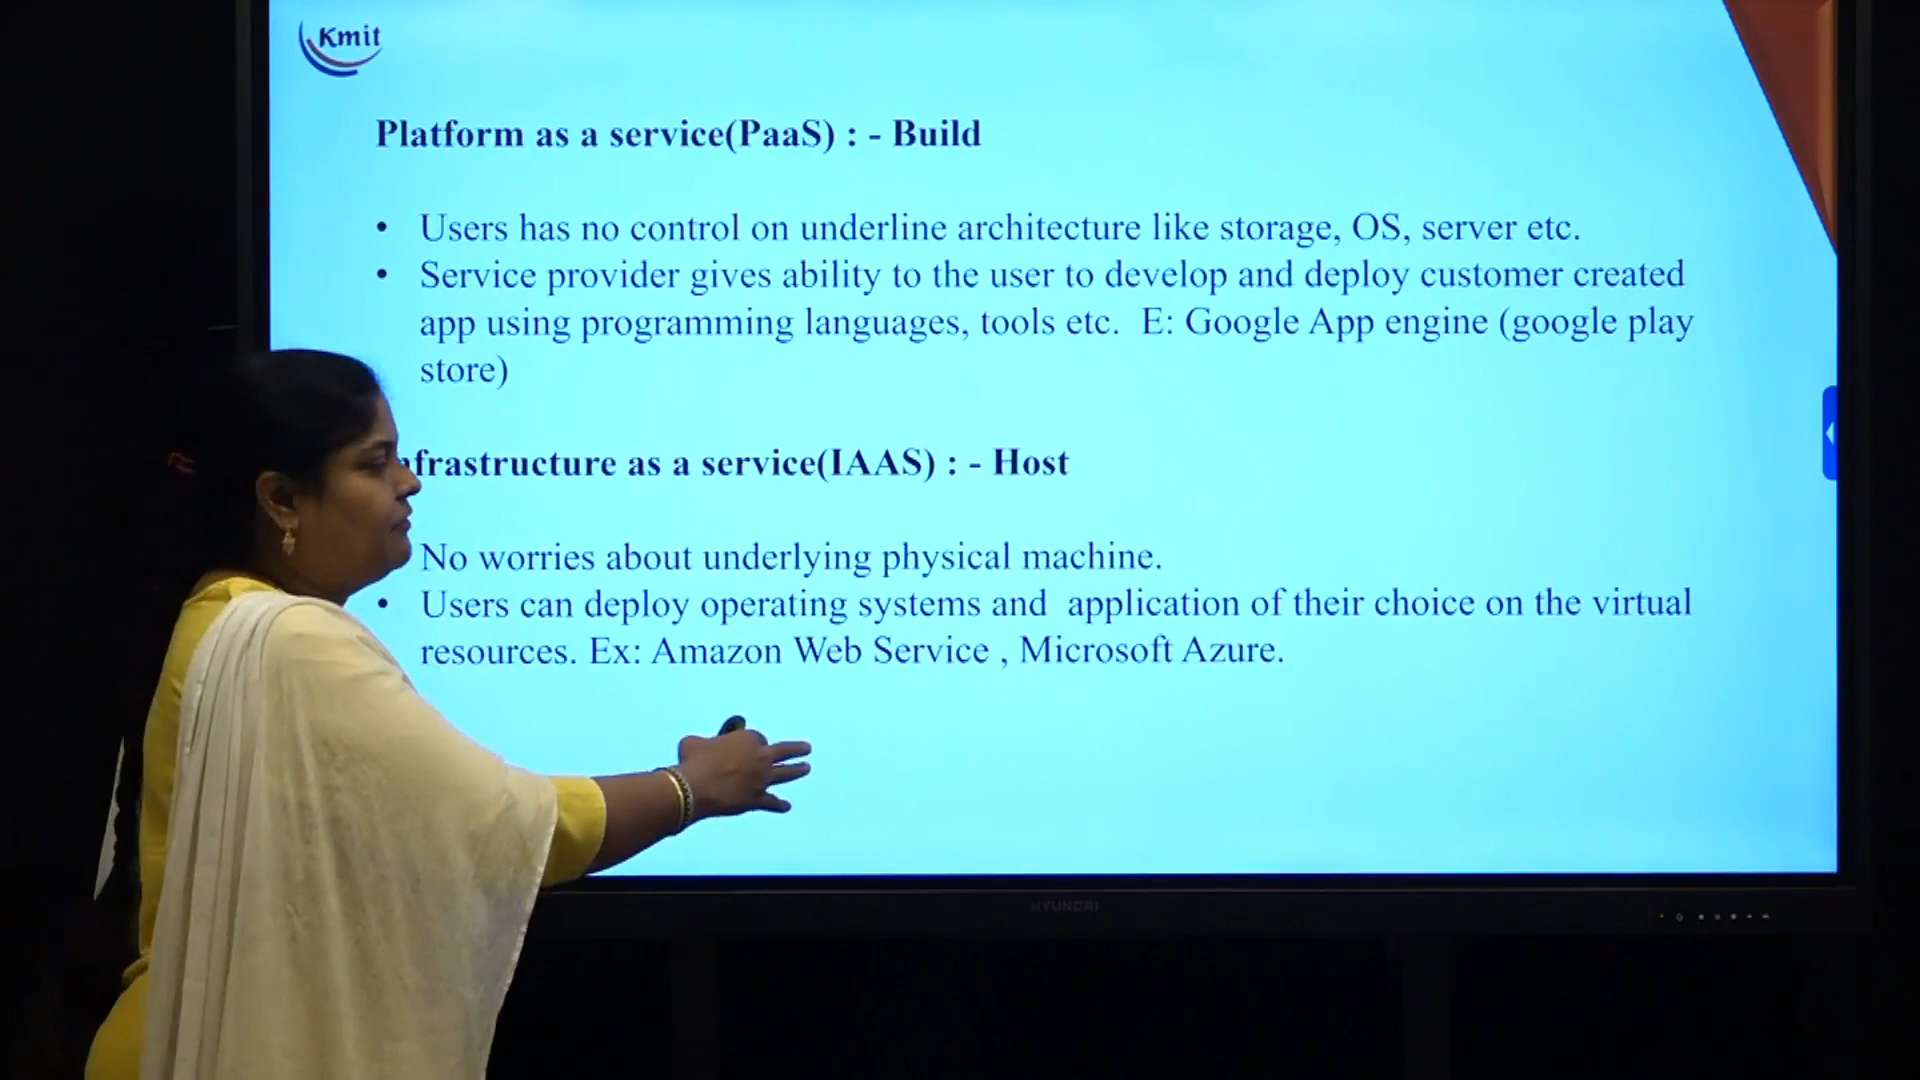 Kmit
Platform as a service(PaaS) : - Build
• Users has no control on underline architecture like storage, OS, server etc.
• Service provider gives ability to the user to develop and deploy customer created
app using programming languages, tools etc. E: Google App engine (google play
store)
nfrastructure as a service(IAAS) : - Host
No worries about underlying physical machine.
• Users can deploy operating systems and application of their choice on the virtual
resources. Ex: Amazon Web Service , Microsoft Azure.
HYUNDAI